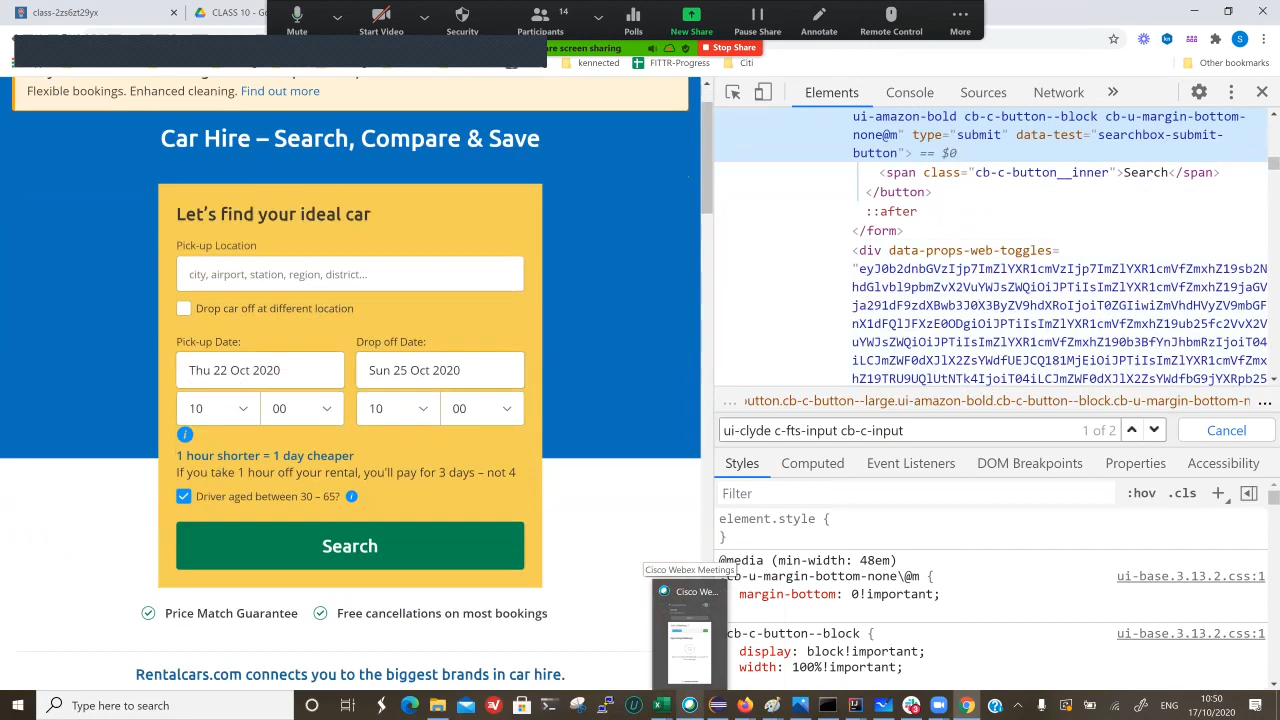 class-2zs6zt29yx
CLASS 10 -
14
Mute
Start Video
Security
Participants
Polls
New Share
Pause Share
Annotate
Remote Control
More
re screen sharing
Stop Share
kennected
FITTR-Progress
Citi
Other bookmarks
Flexible bookings. Enhanced cleaning. Find out more
Car Hire – Search, Compare & Save
Let's find your ideal car
Pick-up Location
city, airport, station, region, district...
Drop car off at different location
Pick-up Date:
Drop off Date:
Thu 22 Oct 2020
Sun 25 Oct 2020
10
00
10
00
1 hour shorter = 1 day cheaper
If you take 1 hour off your rental, you'll pay for 3 days – not 4
Driver aged between 30 – 65?
Search
Price Match Guarantee
Free cancellations on most bookings
Rentalcars.com connects you to the biggest brands in car hire.
Elements
Console
Sources
Network
ui-amazon-bold cb-c-button--block cb-u-margin-bottom-
none@m" type="submit" data-test="searchbox-submit-
button"> == $0
<span class="cb-c-button__inner">Search</span>
</button>
::after
</form>
<div data-props-web-toggles=
... button.cb-c-button--large.ui-amazon-bold.cb-c-button--block.cb-u-margin-bottom-n ...
ui-clyde c-fts-input cb-c-input
1 of 2
Cancel
Styles
Computed
Event Listeners
DOM Breakpoints
Properties
Accessibility
Filter
:hov .cls
element.style {
}
@media (min-width: 48em)
cb-u-margin-bottom-none\@m {
ui-base.3.13.2.css:1
margin-bottom: 0!important;
cb-c-button--block {
ui-base.3.13.2.css:1
display: block!important;
width: 100%!important;
Cisco Webex Meetings
Cisco We...
Type here to search
ENG
10:50
17/10/2020